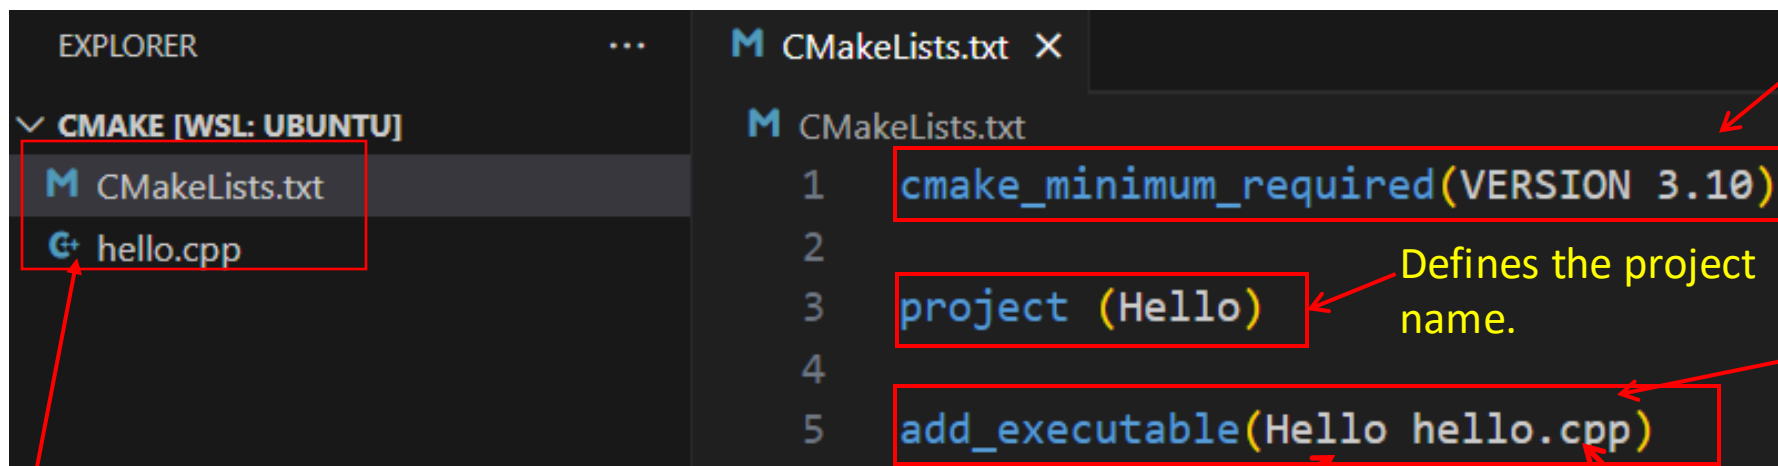 EXPLORER ...
CMAKE [WSL: UBUNTU]
M CMakeLists.txt
C++ hello.cpp
M CMakeLists.txt ×
M CMakeLists.txt
1 cmake_minimum_required(VERSION 3.10)
2
3 project (Hello)
4
5 add_executable(Hello hello.cpp)
Defines the project
name.